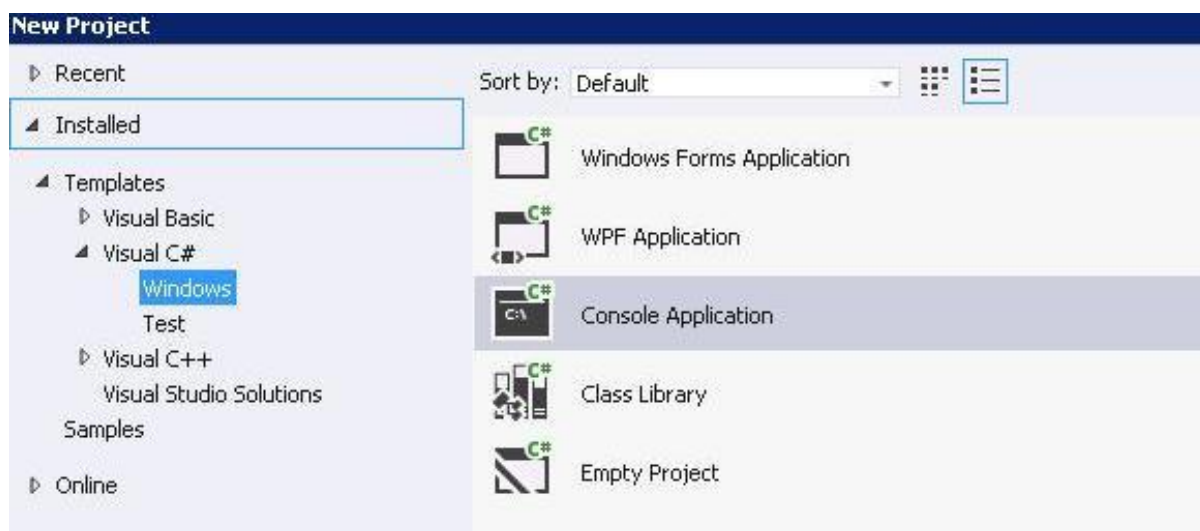 New Project
Recent
Installed
Templates
Visual Basic
Visual C#
Windows
Test
Visual C++
Visual Studio Solutions
Samples
Online
Sort by: Default
C#
Windows Forms Application
C#
WPF Application
C#
C:\
Console Application
C#
Class Library
C#
Empty Project